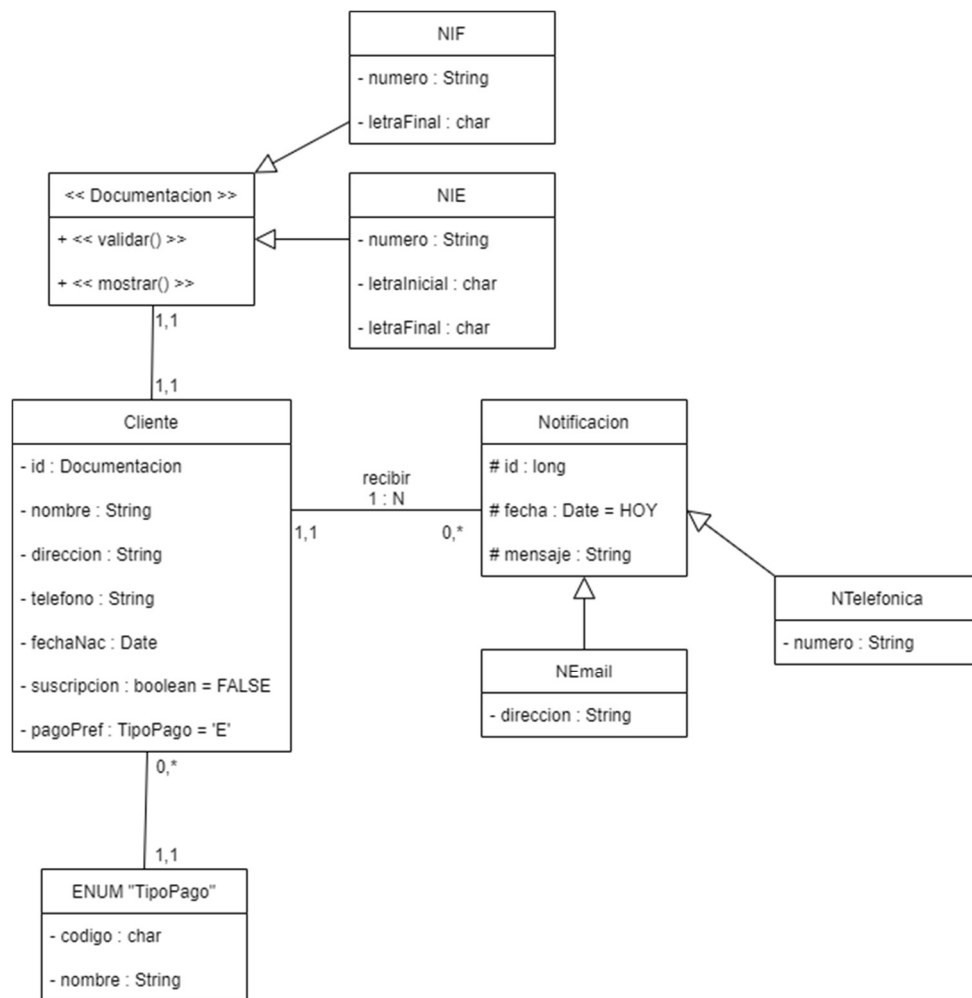 NIF
- numero : String
- letraFinal : char
<< Documentacion >>
+ << validar() >>
+ << mostrar() >>
NIE
- numero : String
- letraInicial : char
- letraFinal : char
1,1
1,1
Cliente
- id : Documentacion
- nombre : String
- direccion : String
- telefono : String
- fechaNac : Date
- suscripcion : boolean = FALSE
- pagoPref : TipoPago = 'E'
recibir
1 : N
1,1
0,*
Notificacion
# id : long
# fecha : Date = HOY
# mensaje : String
NTelefonica
- numero : String
NEmail
- direccion : String
0,*
1,1
ENUM "TipoPago"
- codigo : char
- nombre : String